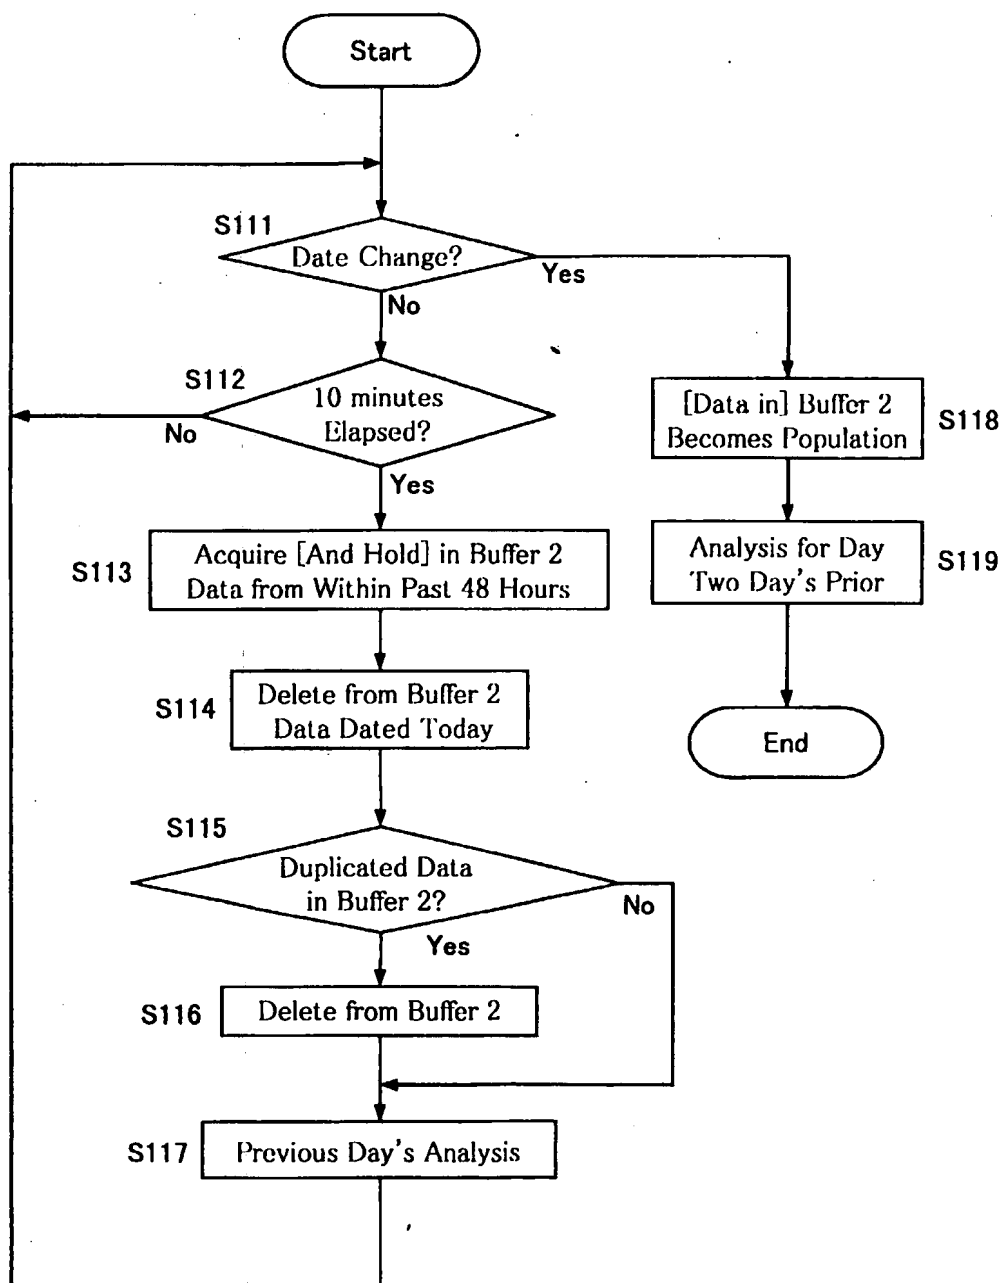 Start
S111
Date Change?
Yes
No
S112
10 minutes
Elapsed?
No
Yes
[Data in] Buffer 2
Becomes Population
S118
S113
Acquire [And Hold] in Buffer 2
Data from Within Past 48 Hours
Analysis for Day
Two Day's Prior
S119
S114
Delete from Buffer 2
Data Dated Today
End
S115
Duplicated Data
in Buffer 2?
No
Yes
S116
Delete from Buffer 2
S117
Previous Day's Analysis